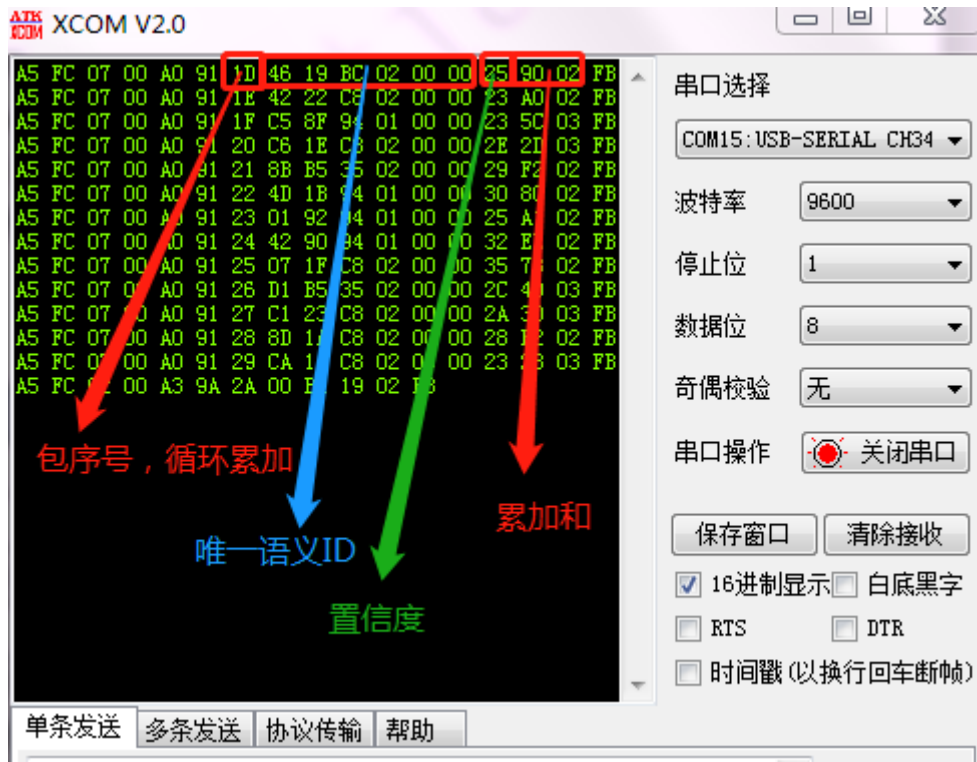 XCOM V2.0
A5 FC 07 00 A0 91 1D 46 19 BC 02 00 00 25 90 02 FB
A5 FC 07 00 A0 91 1E 42 22 C8 02 00 00 23 A0 02 FB
A5 FC 07 00 A0 91 1F C5 8F 94 01 00 00 23 5C 03 FB
A5 FC 07 00 A0 91 20 C6 1E C8 02 00 00 2E 2D 03 FB
A5 FC 07 00 A0 91 21 8B B5 35 02 00 00 29 F2 02 FB
A5 FC 07 00 A0 91 22 4D 1B 94 01 00 00 30 80 02 FB
A5 FC 07 00 A0 91 23 01 92 94 01 00 00 25 A1 02 FB
A5 FC 07 00 A0 91 24 42 90 94 01 00 00 32 EE 02 FB
A5 FC 07 00 A0 91 25 07 1F C8 02 00 00 35 7B 02 FB
A5 FC 07 00 A0 91 26 D1 B5 35 02 00 00 2C 40 03 FB
A5 FC 07 00 A0 91 27 C1 23 C8 02 00 00 2A 30 03 FB
A5 FC 07 00 A0 91 28 8D 1A C8 02 00 00 28 F2 02 FB
A5 FC 07 00 A0 91 29 CA C8 02 00 00 23 03 FB
A5 FC 02 00 A3 9A 2A 00 B2 19 02 FB
包序号，循环累加
唯一语义ID
置信度
累加和
串口选择
COM15:USB-SERIAL CH34
波特率 9600
停止位 1
数据位 8
奇偶校验 无
串口操作 关闭串口
保存窗口 清除接收
16进制显示 白底黑字
RTS DTR
时间戳(以换行回车断帧)
单条发送 多条发送 协议传输 帮助